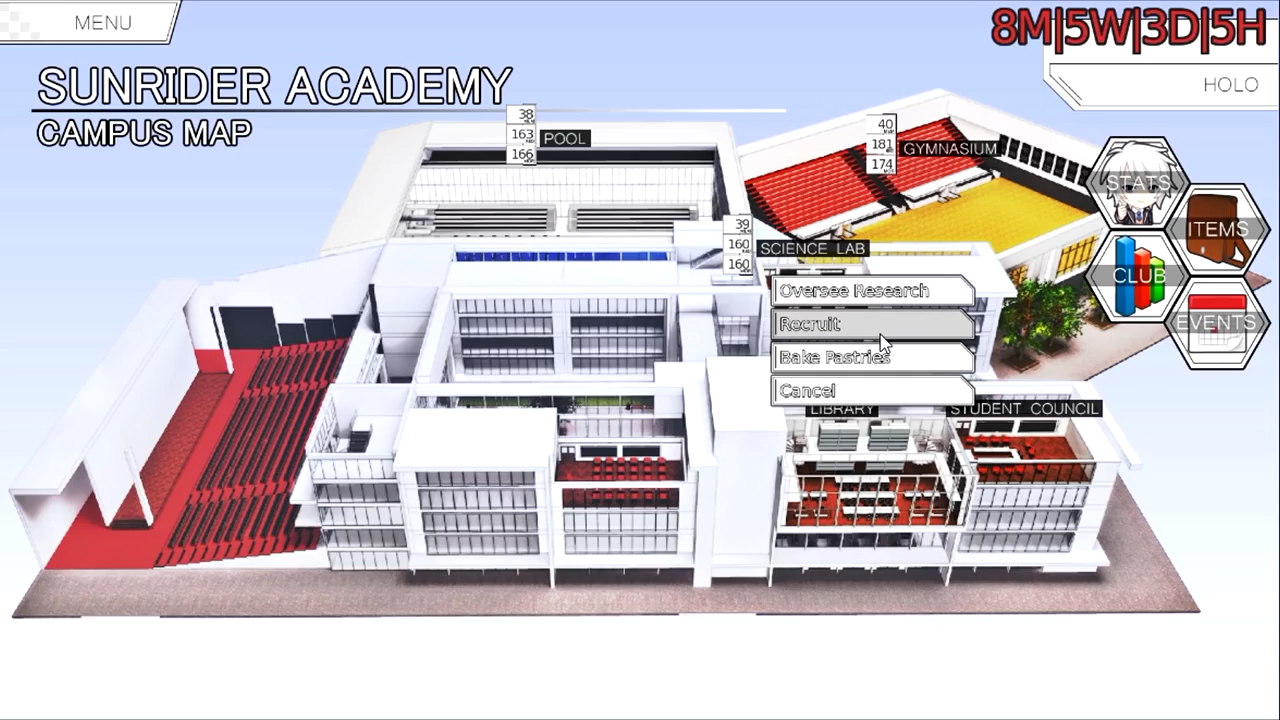 MENU
8M|5W|3D|5H
HOLO
SUNRIDER ACADEMY
CAMPUS MAP
38
163
166
POOL
40
181
174
GYMNASIUM
STATS
ITEMS
CLUB
EVENTS
39
160
160
SCIENCE LAB
Oversee Research
Recruit
Bake Pastries
Cancel
LIBRARY
STUDENT COUNCIL